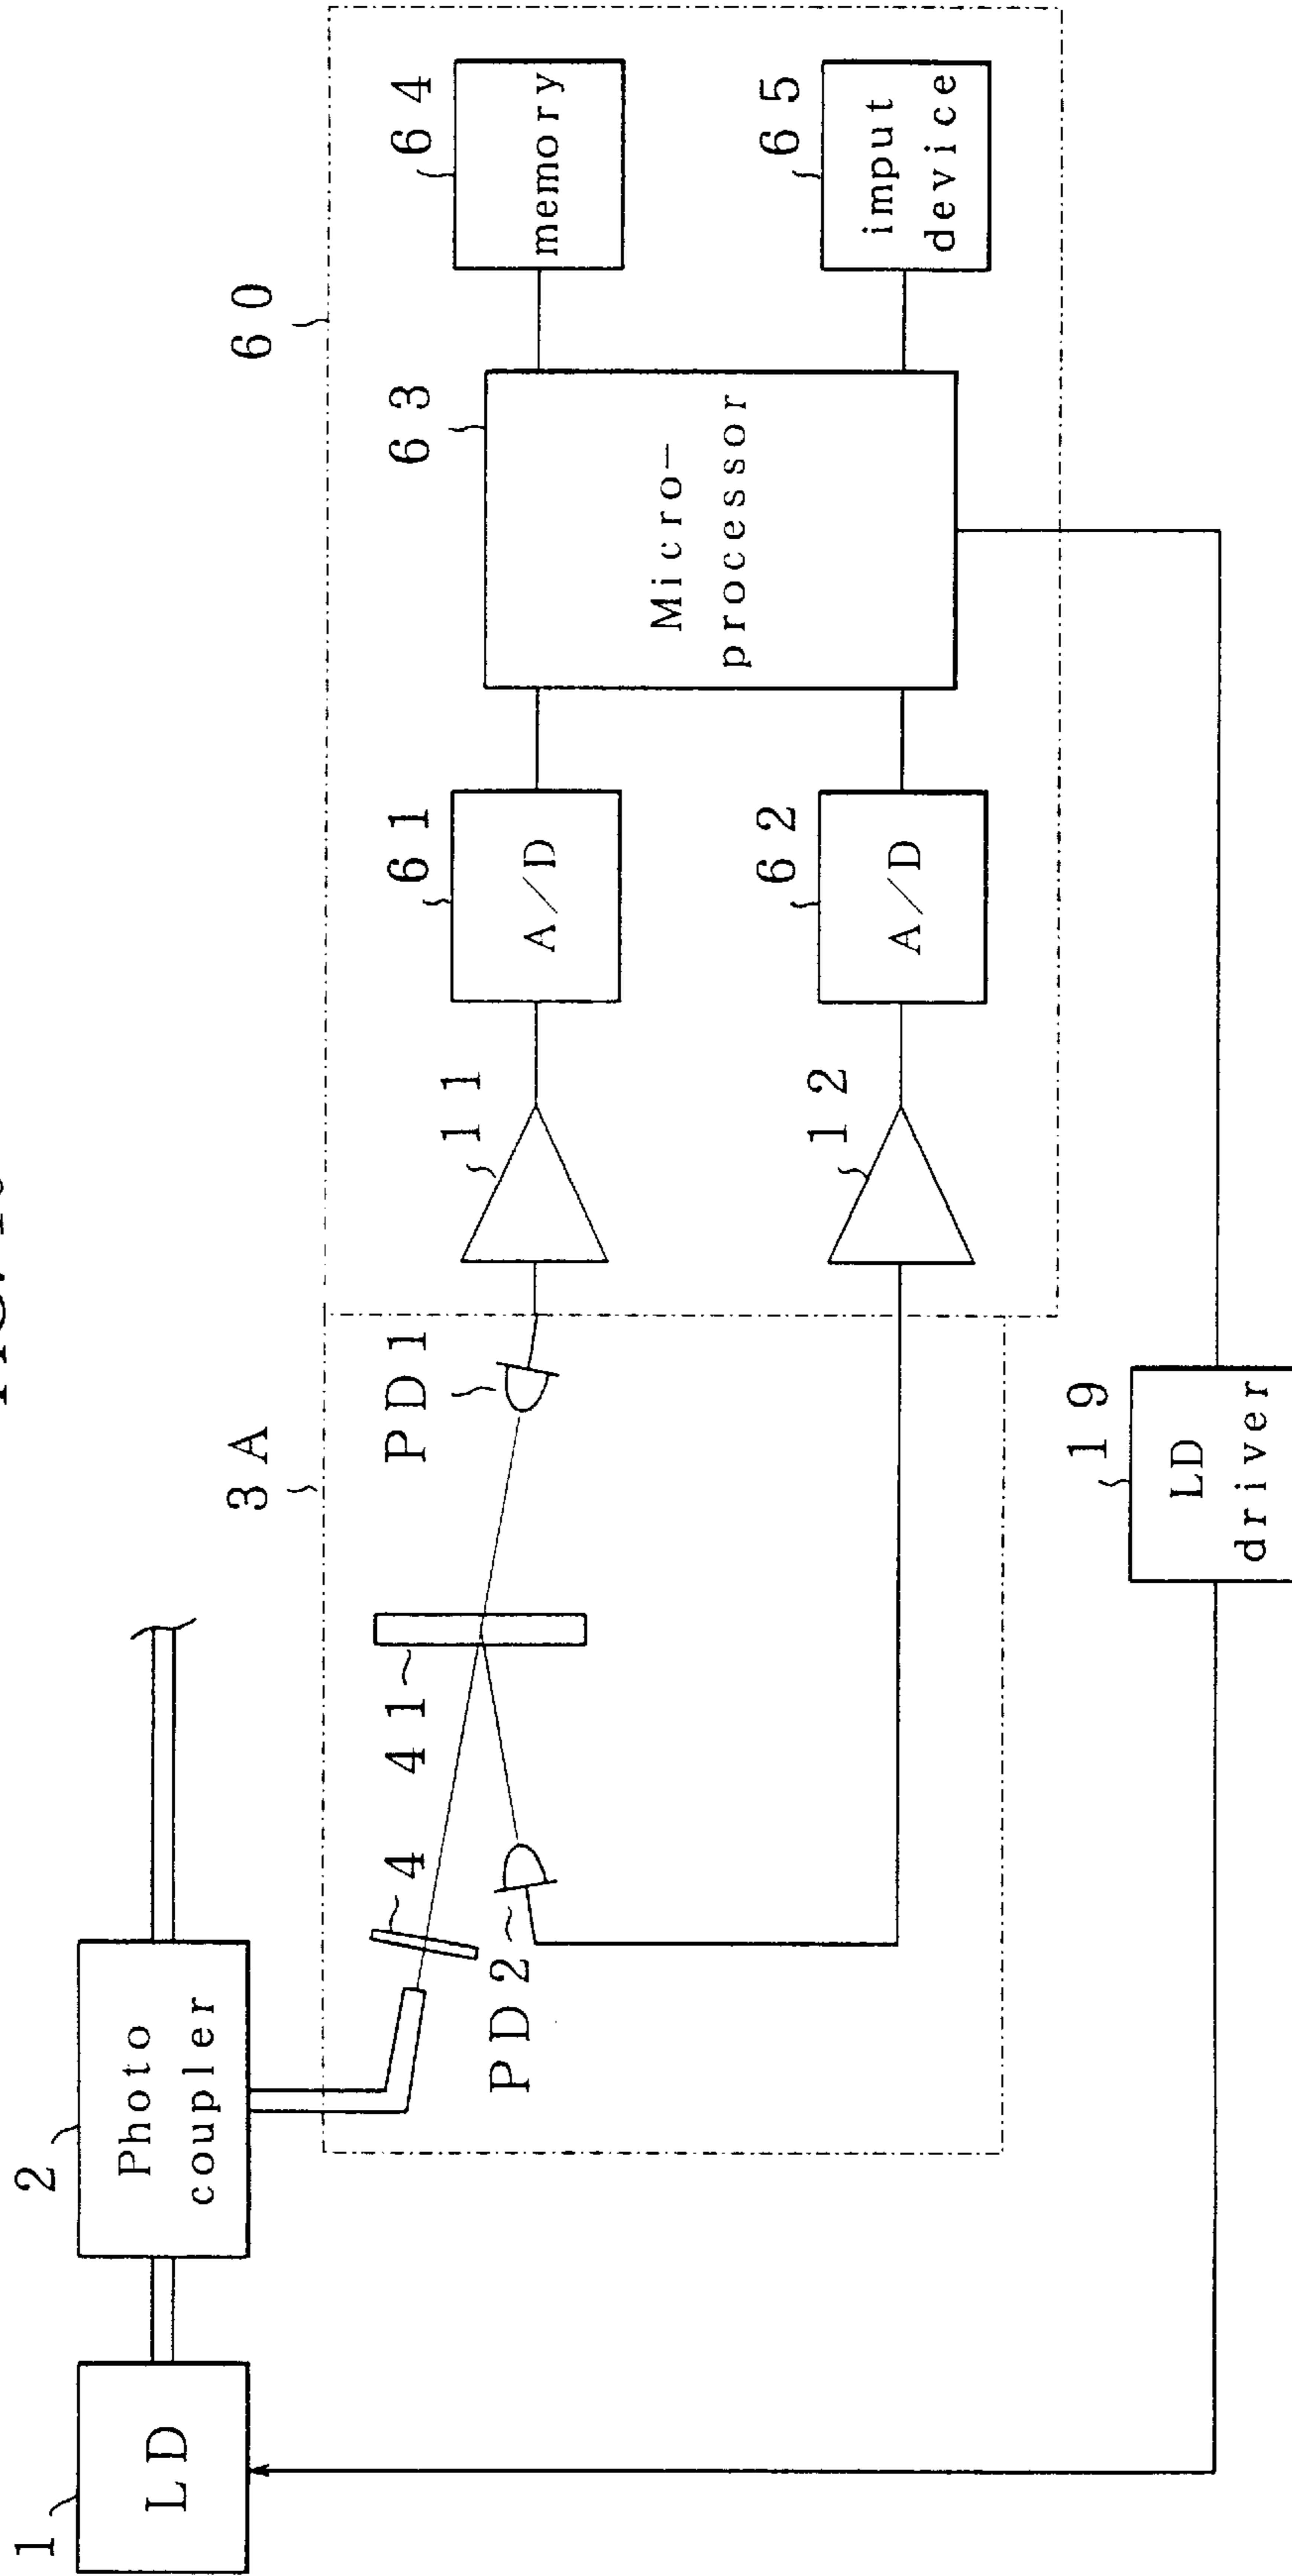 1
LD
2
Photo
coupler
3A
4
41
PD1
PD2
60
11
12
61
A/D
62
A/D
63
Micro-
processor
64
memory
65
imput
device
19
LD
driver